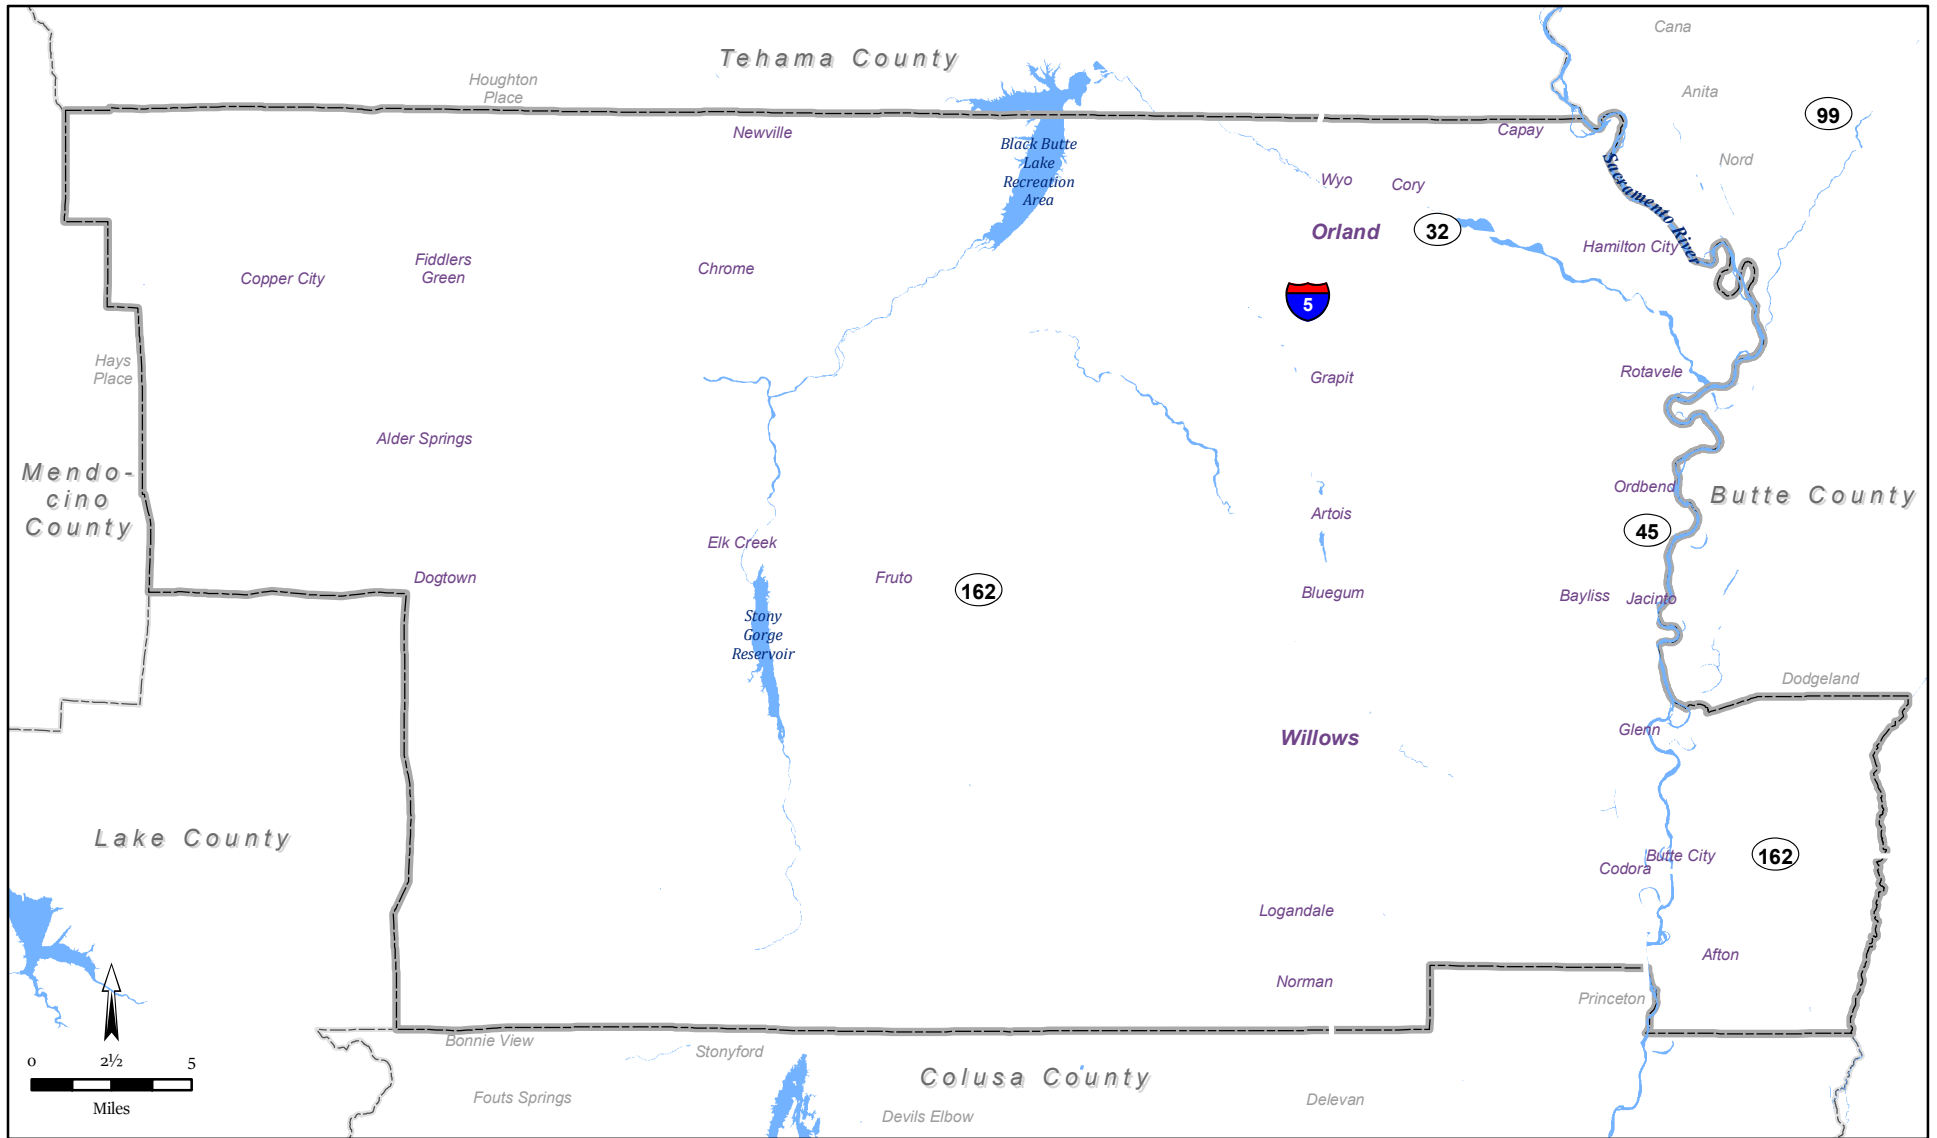 Cana
Tehama County
Houghton
Place
Anita
99
Newville
Capay
Black Butte
Lake
Recreation
Area
Nord
Wyo
Cory
Sacramento River
Orland
32
Hamilton City
Fiddlers
Green
Copper City
Chrome
5
Hays
Place
Grapit
Rotavele
Alder Springs
Mendo-
cino
County
Ordbend
Butte County
Artois
45
Elk Creek
Dogtown
Fruto
162
Bluegum
Bayliss
Jacinto
Stony
Gorge
Reservoir
Dodgeland
Glenn
Willows
Lake County
Butte City
162
Codora
Logandale
Afton
Norman
Princeton
Bonnie View
Stonyford
0 2½ 5
Miles
Colusa County
Fouts Springs
Delevan
Devils Elbow